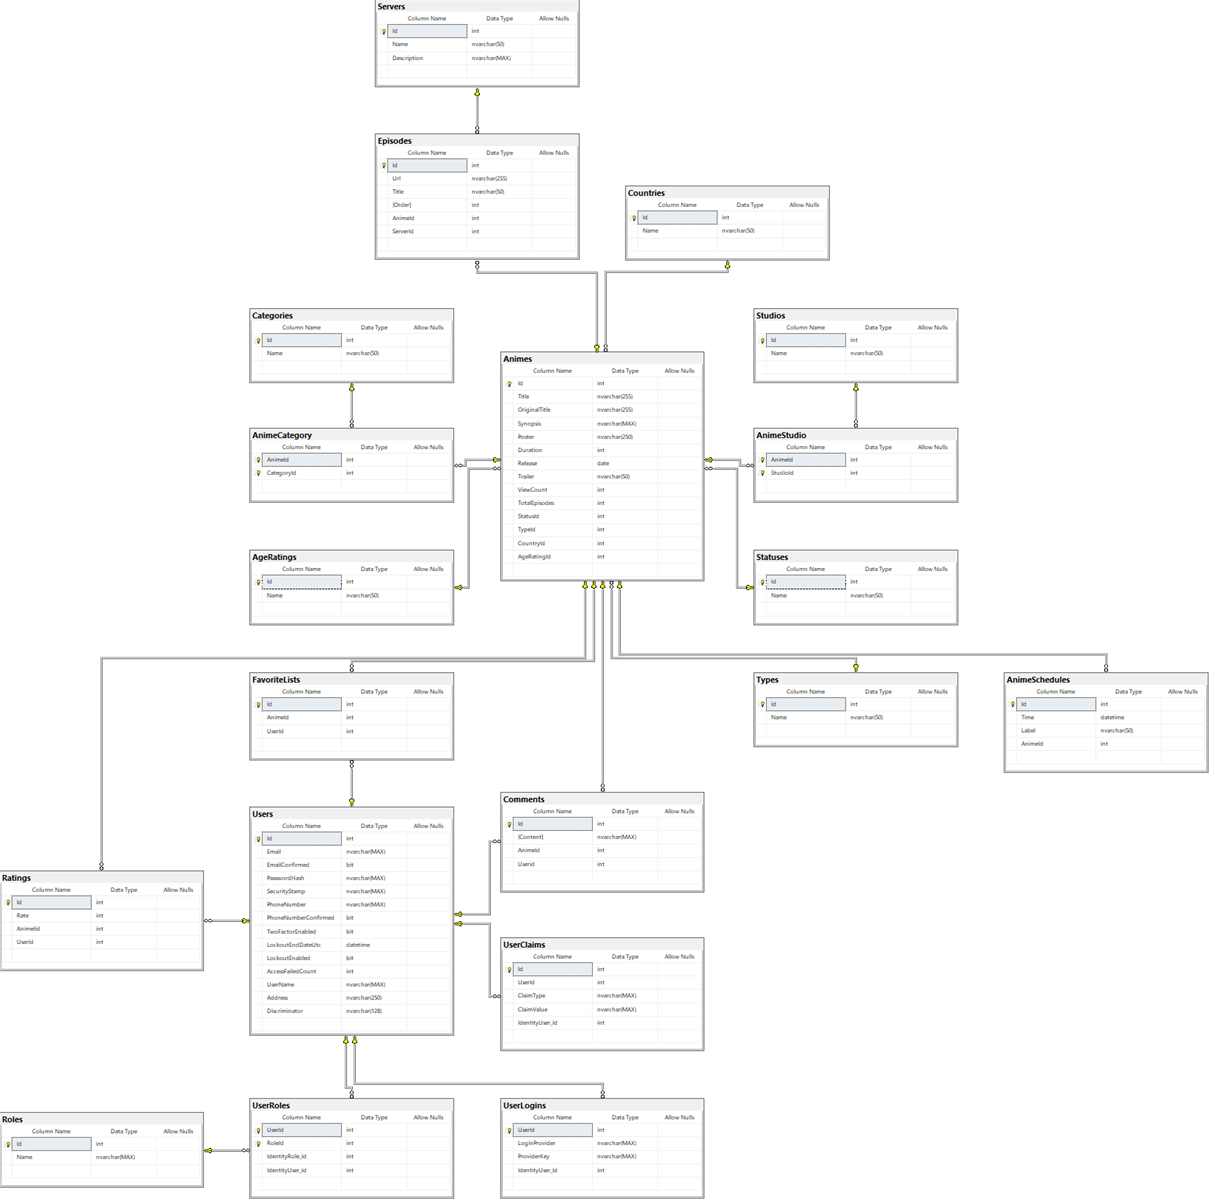 Servers
Column Name Data Type Allow Nulls
Id int
Name nvarchar(50)
Description nvarchar(MAX)
Episodes
Column Name Data Type Allow Nulls
Id int
Url nvarchar(255)
Title nvarchar(50)
[Order] int
AnimeId int
ServerId int
Countries
Column Name Data Type Allow Nulls
Id int
Name nvarchar(50)
Categories
Column Name Data Type Allow Nulls
Id int
Name nvarchar(50)
Studios
Column Name Data Type Allow Nulls
Id int
Name nvarchar(50)
Animes
Column Name Data Type Allow Nulls
Id int
Title nvarchar(255)
OriginalTitle nvarchar(255)
Synopsis nvarchar(MAX)
Poster nvarchar(250)
Duration int
Release date
Trailer nvarchar(50)
ViewCount int
TotalEpisodes int
StatusId int
TypeId int
CountryId int
AgeRatingId int
AnimeCategory
Column Name Data Type Allow Nulls
AnimeId int
CategoryId int
AnimeStudio
Column Name Data Type Allow Nulls
AnimeId int
StudioId int
AgeRatings
Column Name Data Type Allow Nulls
Id int
Name nvarchar(50)
Statuses
Column Name Data Type Allow Nulls
Id int
Name nvarchar(50)
FavoriteLists
Column Name Data Type Allow Nulls
Id int
AnimeId int
UserId int
Types
Column Name Data Type Allow Nulls
Id int
Name nvarchar(50)
AnimeSchedules
Column Name Data Type Allow Nulls
Id int
Time datetime
Label nvarchar(50)
AnimeId int
Users
Column Name Data Type Allow Nulls
Id int
Email nvarchar(MAX)
EmailConfirmed bit
PasswordHash nvarchar(MAX)
SecurityStamp nvarchar(MAX)
PhoneNumber nvarchar(MAX)
PhoneNumberConfirmed bit
TwoFactorEnabled bit
LockoutEndDateUtc datetime
LockoutEnabled bit
AccessFailedCount int
UserName nvarchar(MAX)
Address nvarchar(250)
Discriminator nvarchar(128)
Comments
Column Name Data Type Allow Nulls
Id int
[Content] nvarchar(MAX)
AnimeId int
Userid int
Ratings
Column Name Data Type Allow Nulls
Id int
Rate int
AnimeIid int
UserId int
UserClaims
Column Name Data Type Allow Nulls
Id int
UserId int
ClaimType nvarchar(MAX)
ClaimValue nvarchar(MAX)
IdentityUser_Id int
Roles
Column Name Data Type Allow Nulls
Id int
Name nvarchar(MAX)
UserRoles
Column Name Data Type Allow Nulls
UserId int
RoleId int
IdentityRole_Id int
IdentityUser_Id int
UserLogins
Column Name Data Type Allow Nulls
UserId int
LoginProvider nvarchar(MAX)
ProviderKey nvarchar(MAX)
IdentityUser_Id int